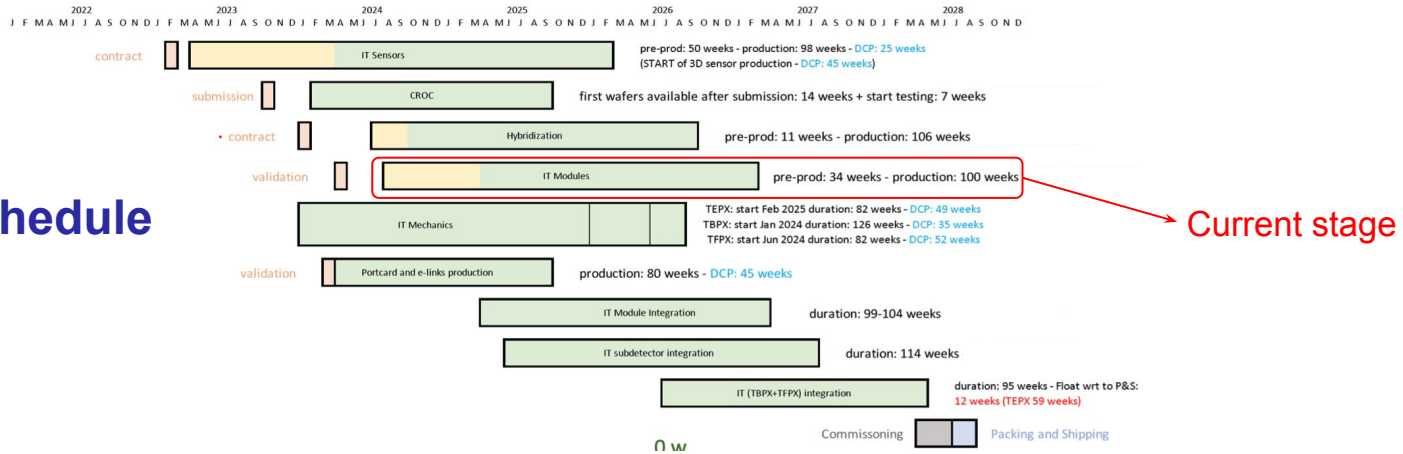 2022 2023 2024 2025 2026 2027 2028
J F M A M J J A S O N D J F M A M J J A S O N D J F M A M J J A S O N D J F M A M J J A S O N D J F M A M J J A S O N D J F M A M J J A S O N D J F M A M J J A S O N D
contract IT Sensors pre-prod: 50 weeks - production: 98 weeks - DCP: 25 weeks
(START of 3D sensor production - DCP: 45 weeks)
submission CROC first wafers available after submission: 14 weeks + start testing: 7 weeks
• contract Hybridization pre-prod: 11 weeks - production: 106 weeks
validation IT Modules pre-prod: 34 weeks - production: 100 weeks
hedule
Current stage
IT Mechanics TEPX: start Feb 2025 duration: 82 weeks - DCP: 49 weeks
TBPX: start Jan 2024 duration: 126 weeks - DCP: 35 weeks
TFPX: start Jun 2024 duration: 82 weeks - DCP: 52 weeks
validation Portcard and e-links production production: 80 weeks - DCP: 45 weeks
IT Module Integration duration: 99-104 weeks
IT subdetector integration duration: 114 weeks
IT (TBPX+TFPX) integration duration: 95 weeks - Float wrt to P&S:
12 weeks (TEPX 59 weeks)
Commissoning Packing and Shipping
0 w